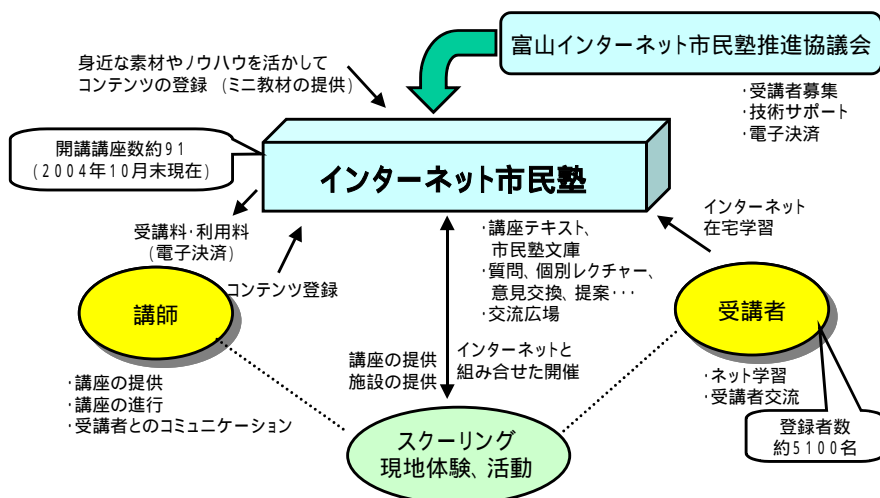 富山インターネット市民塾推進協議会
身近な素材やノウハウを活かして
コンテンツの登録 (ミニ教材の提供)
・受講者募集
・技術サポート
・電子決済
開講講座数約91
(2004年10月末現在)
インターネット市民塾
受講料・利用料
(電子決済)
コンテンツ登録
・講座テキスト、
市民塾文庫
・質問、個別レクチャー、
意見交換、提案・・・
・交流広場
インターネット
在宅学習
講師
受講者
・講座の提供
・講座の進行
・受講者とのコミュニケーション
講座の提供
施設の提供
インターネットと
組み合せた開催
・ネット学習
・受講者交流
登録者数
約5100名
スクーリング
現地体験、活動